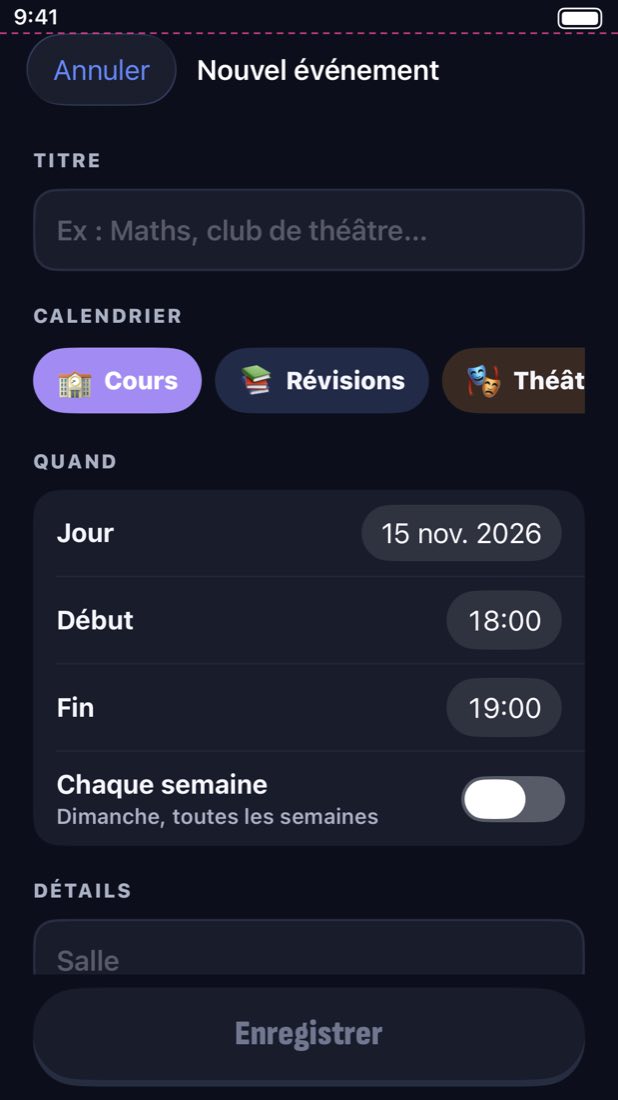 9:41
Annuler
Nouvel événement
TITRE
Ex : Maths, club de théâtre...
CALENDRIER
Cours
Révisions
Théât
QUAND
Jour
15 nov. 2026
Début
18:00
Fin
19:00
Chaque semaine
Dimanche, toutes les semaines
DÉTAILS
Salle
Enregistrer